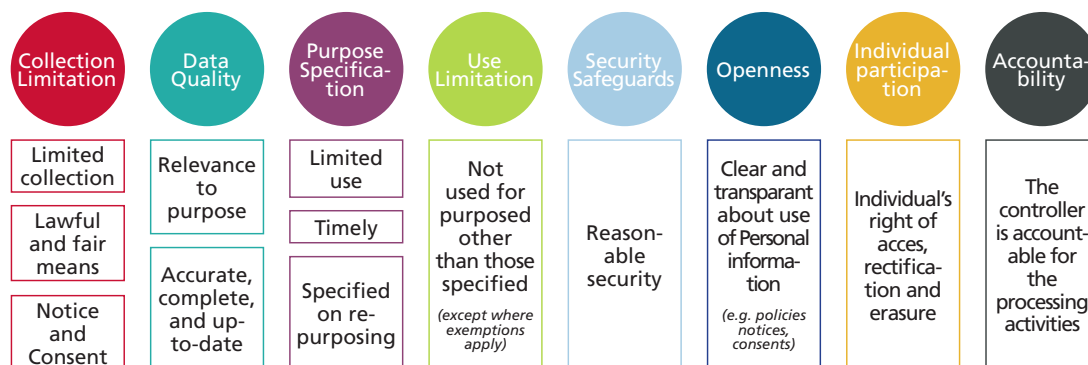 Collection
Limitation
Data
Quality
Purpose
Specifica-
tion
Use
Limitation
Security
Safeguards
Openness
Individual
participa-
tion
Accounta-
bility
Limited
collection
Lawful
and fair
means
Notice
and
Consent
Relevance
to
purpose
Accurate,
complete,
and up-
to-date
Limited
use
Timely
Specified
on re-
purposing
Not
used for
purposed
other
than those
specified
(except where
exemptions
apply)
Reason-
able
security
Clear and
transparant
about use
of Personal
informa-
tion
(e.g. policies
notices,
consents)
Individual's
right of
acces,
rectifica-
tion and
erasure
The
controller
is account-
able for
the
processing
activities